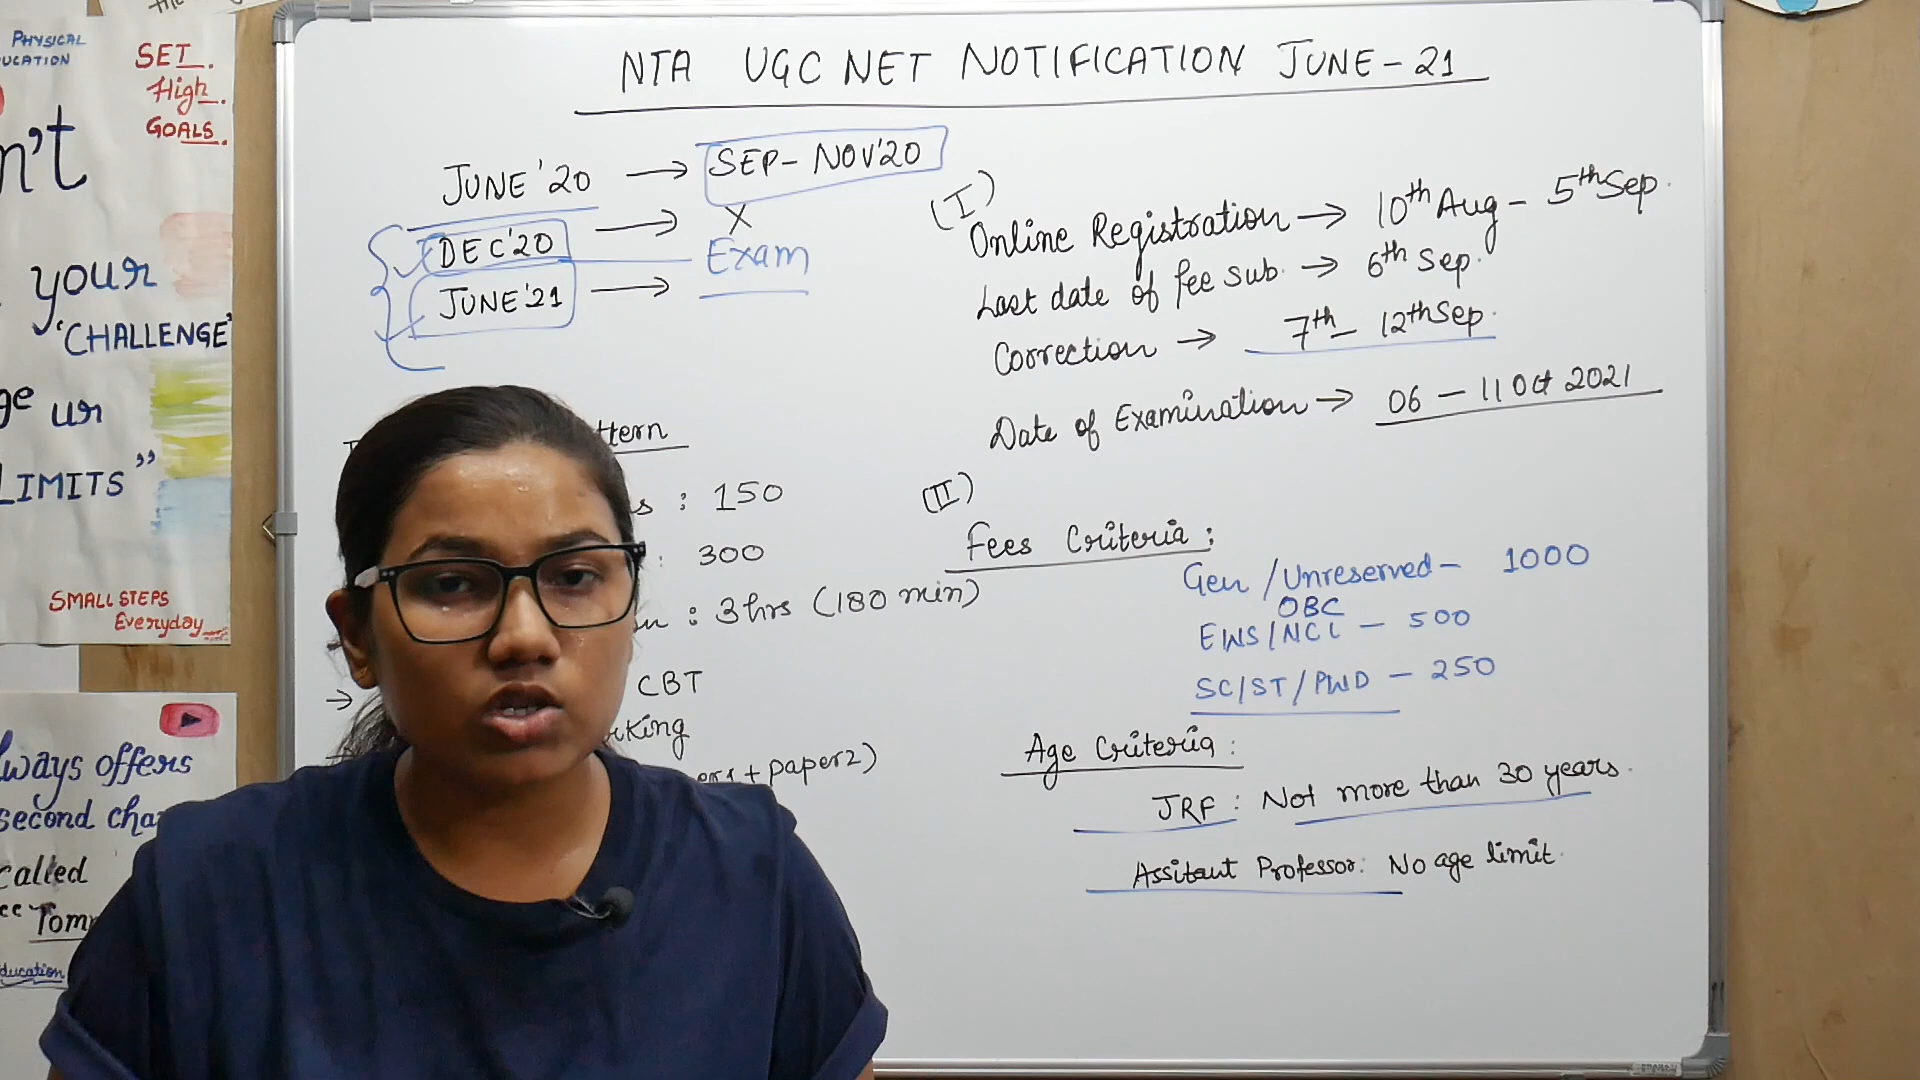 PHYSICAL
SET.
High.
GOALS.
n't
your
'CHALLENGE'
ge ur
LIMITS"
SMALL STEPS
Everyday
ways offers
second cha
called
Tom
NTA UGC NET NOTIFICATION JUNE-21
JUNE '20 → SEP- NOV'20
DEC'20 → X
Exam
JUNE'21 →
ttern
s : 150
: 300
: 3hrs (180 min)
→ CBT
rking
+ paper2)
(I)
Online Registration → 10th Aug - 5th Sep.
Last date of fee sub. → 6th Sep.
Correction → 7th - 12th Sep.
Date of Examination → 06 - 11 Oct 2021
(II)
Fees Criteria :
Gen /Unreserved - 1000
OBC
EWS/NCL - 500
SC/ST/PWD - 250
Age Criteria :
JRF : Not more than 30 years.
Assitant Professor: No age limit.